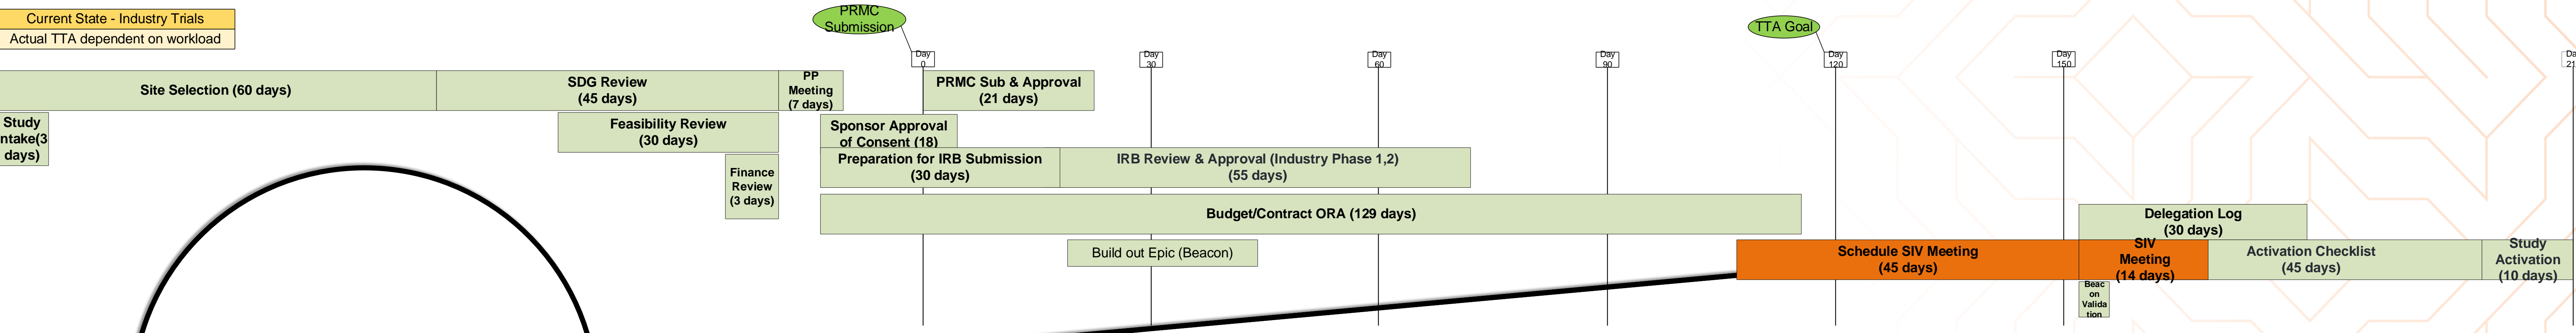 Current State - Industry Trials
Actual TTA dependent on workload
PRMC
Submission
TTA Goal
Day
0
Day
30
Day
60
Day
90
Day
120
Day
150
Da
21
Site Selection (60 days)
SDG Review
(45 days)
PP
Meeting
(7 days)
PRMC Sub & Approval
(21 days)
Study
ntake(3
days)
Feasibility Review
(30 days)
Sponsor Approval
of Consent (18)
Preparation for IRB Submission
(30 days)
IRB Review & Approval (Industry Phase 1,2)
(55 days)
Finance
Review
(3 days)
Budget/Contract ORA (129 days)
Delegation Log
(30 days)
Build out Epic (Beacon)
Schedule SIV Meeting
(45 days)
SIV
Meeting
(14 days)
Activation Checklist
(45 days)
Study
Activation
(10 days)
Beac
on
Valida
tion